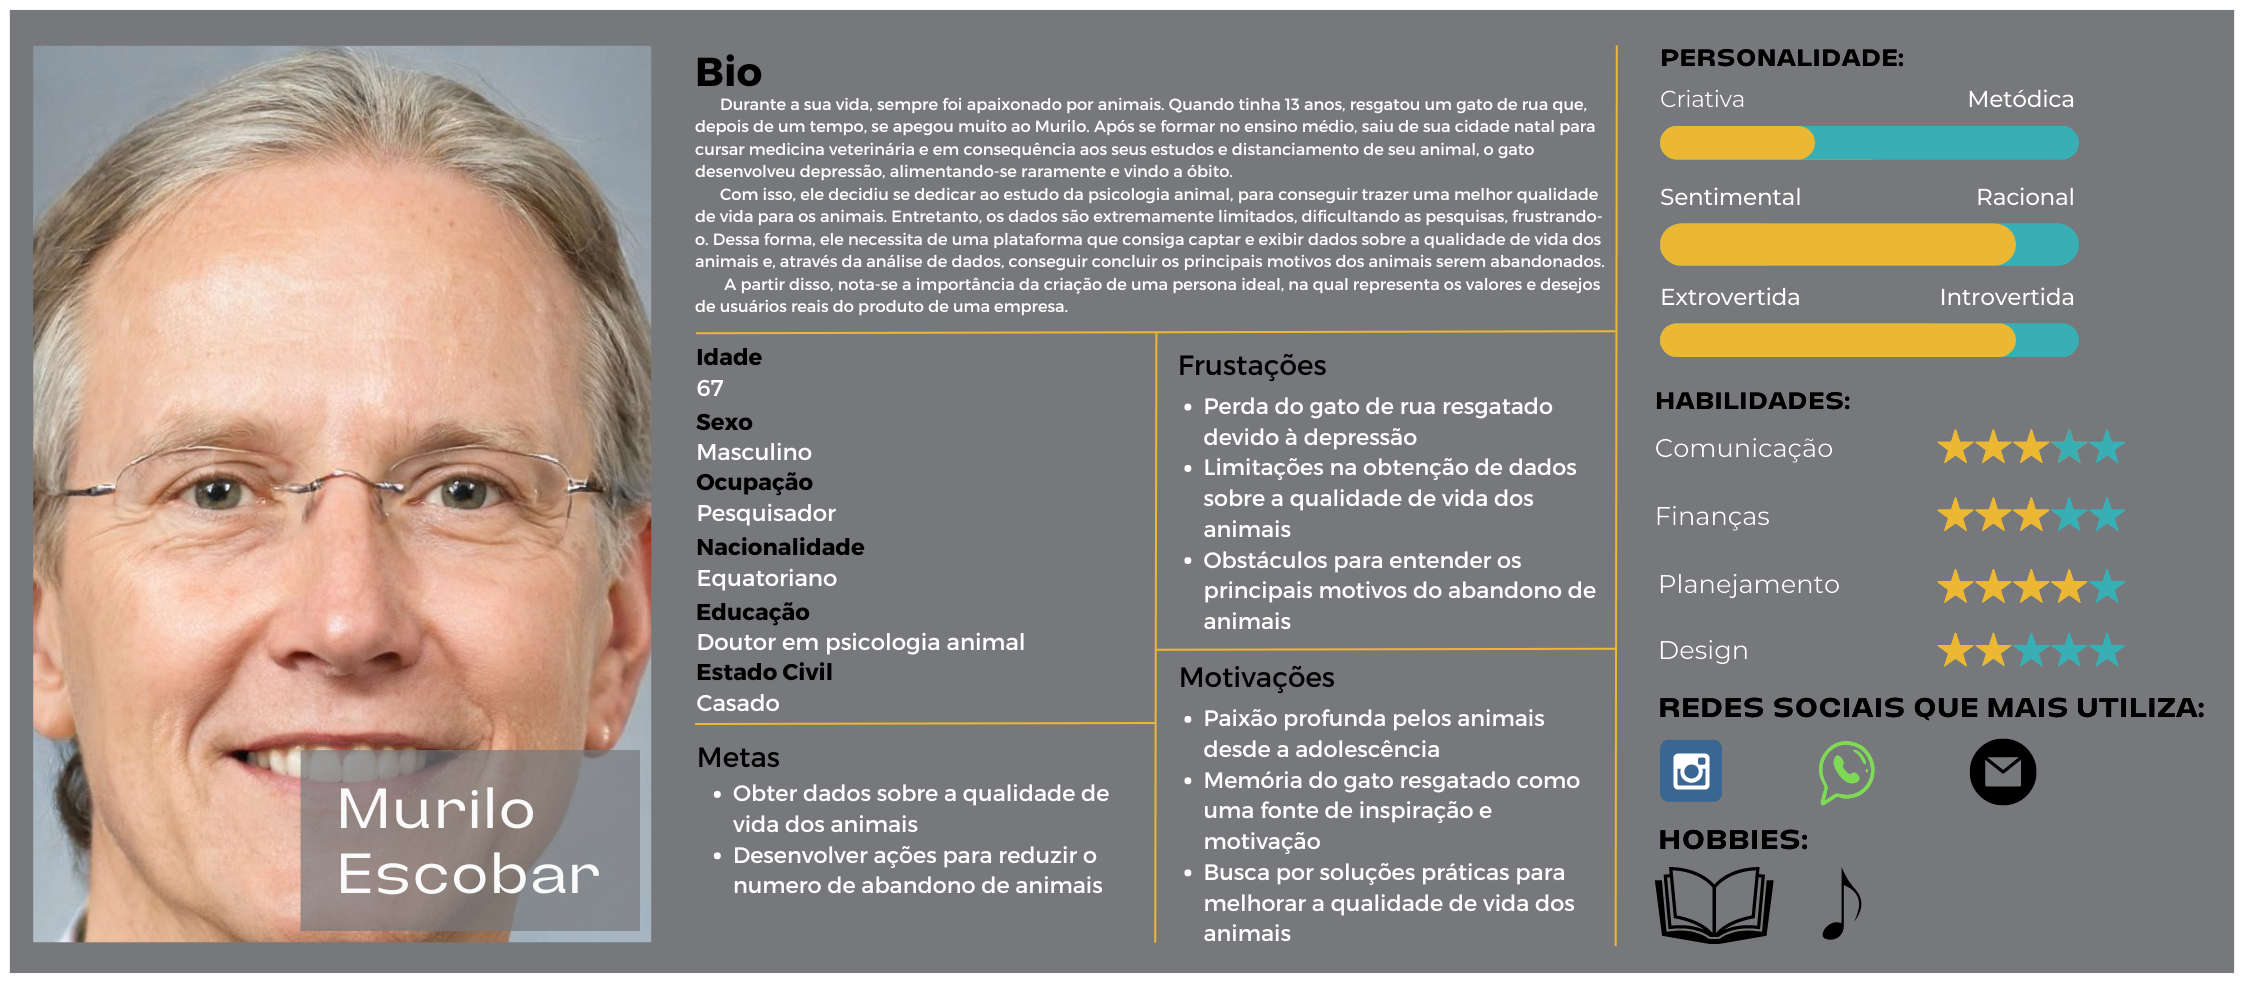 Murilo
Escobar
Bio
Durante a sua vida, sempre foi apaixonado por animais. Quando tinha 13 anos, resgatou um gato de rua que,
depois de um tempo, se apegou muito ao Murilo. Após se formar no ensino médio, saiu de sua cidade natal para
cursar medicina veterinária e em consequência aos seus estudos e distanciamento de seu animal, o gato
desenvolveu depressão, alimentando-se raramente e vindo a óbito.
Com isso, ele decidiu se dedicar ao estudo da psicologia animal, para conseguir trazer uma melhor qualidade
de vida para os animais. Entretanto, os dados são extremamente limitados, dificultando as pesquisas, frustrando-
o. Dessa forma, ele necessita de uma plataforma que consiga captar e exibir dados sobre a qualidade de vida dos
animais e, através da análise de dados, conseguir concluir os principais motivos dos animais serem abandonados.
A partir disso, nota-se a importância da criação de uma persona ideal, na qual representa os valores e desejos
de usuários reais do produto de uma empresa.
Idade
67
Sexo
Masculino
Ocupação
Pesquisador
Nacionalidade
Equatoriano
Educação
Doutor em psicologia animal
Estado Civil
Casado
Metas
• Obter dados sobre a qualidade de
vida dos animais
• Desenvolver ações para reduzir o
numero de abandono de animais
Frustações
• Perda do gato de rua resgatado
devido à depressão
• Limitações na obtenção de dados
sobre a qualidade de vida dos
animais
• Obstáculos para entender os
principais motivos do abandono de
animais
Motivações
• Paixão profunda pelos animais
desde a adolescência
• Memória do gato resgatado como
uma fonte de inspiração e
motivação
• Busca por soluções práticas para
melhorar a qualidade de vida dos
animais
PERSONALIDADE:
Criativa Metódica
Sentimental Racional
Extrovertida Introvertida
HABILIDADES:
Comunicação
Finanças
Planejamento
Design
REDES SOCIAIS QUE MAIS UTILIZA:
HOBBIES: